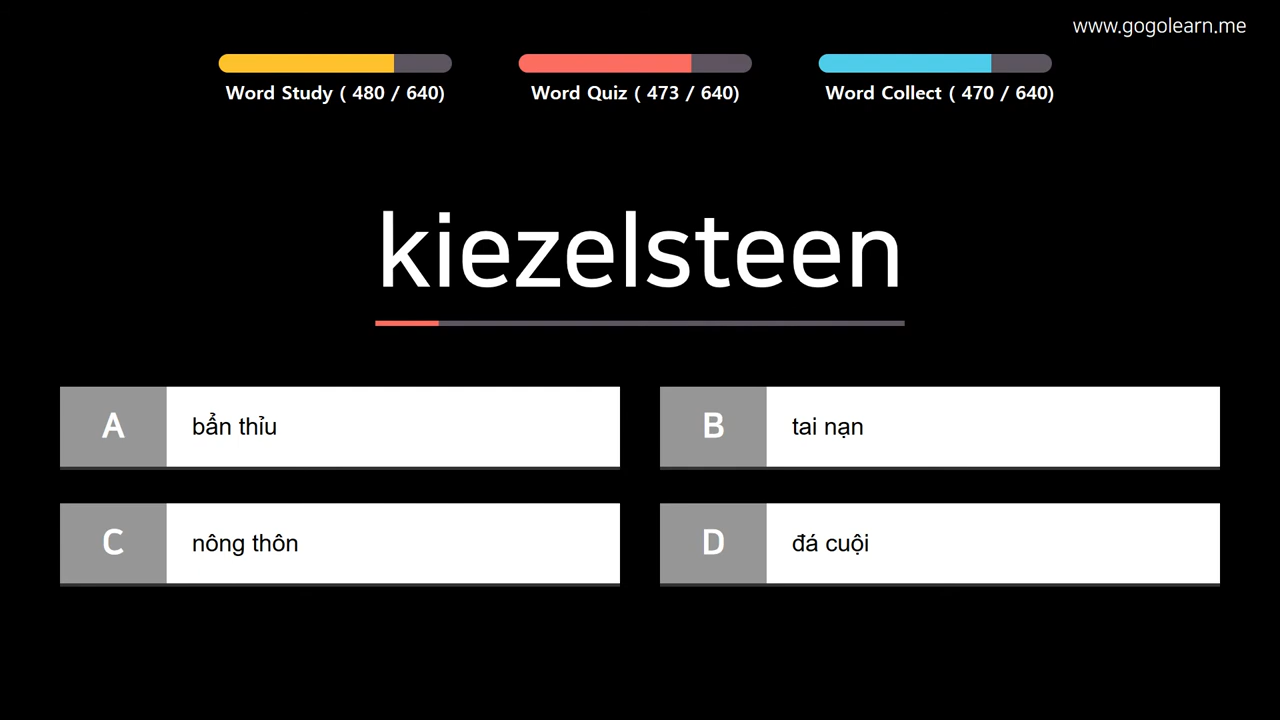 www.gogolearn.me
Word Study ( 480 / 640)
Word Quiz ( 473 / 640)
Word Collect ( 470 / 640)
kiezelsteen
A
bẩn thỉu
B
tai nạn
C
nông thôn
D
đá cuội